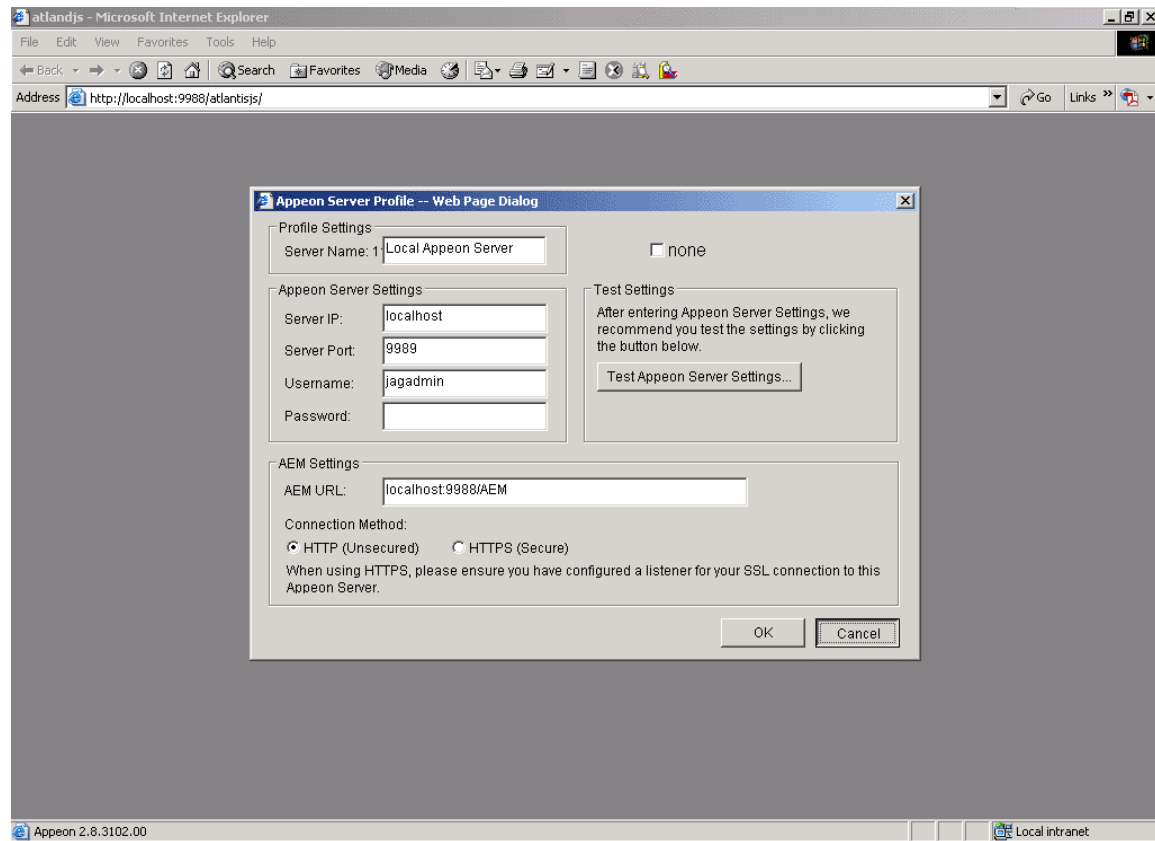 atlandjs - Microsoft Internet Explorer
File Edit View Favorites Tools Help
Back Search Favorites Media
Address http://localhost:9988/atlantisjs/ Go Links »
Appeon Server Profile -- Web Page Dialog
Profile Settings
Server Name: 1 Local Appeon Server
none
Appeon Server Settings
Server IP: localhost
Server Port: 9989
Username: jagadmin
Password:
Test Settings
After entering Appeon Server Settings, we
recommend you test the settings by clicking
the button below.
Test Appeon Server Settings...
AEM Settings
AEM URL: localhost:9988/AEM
Connection Method:
HTTP (Unsecured) HTTPS (Secure)
When using HTTPS, please ensure you have configured a listener for your SSL connection to this
Appeon Server.
OK Cancel
Appeon 2.8.3102.00 Local intranet